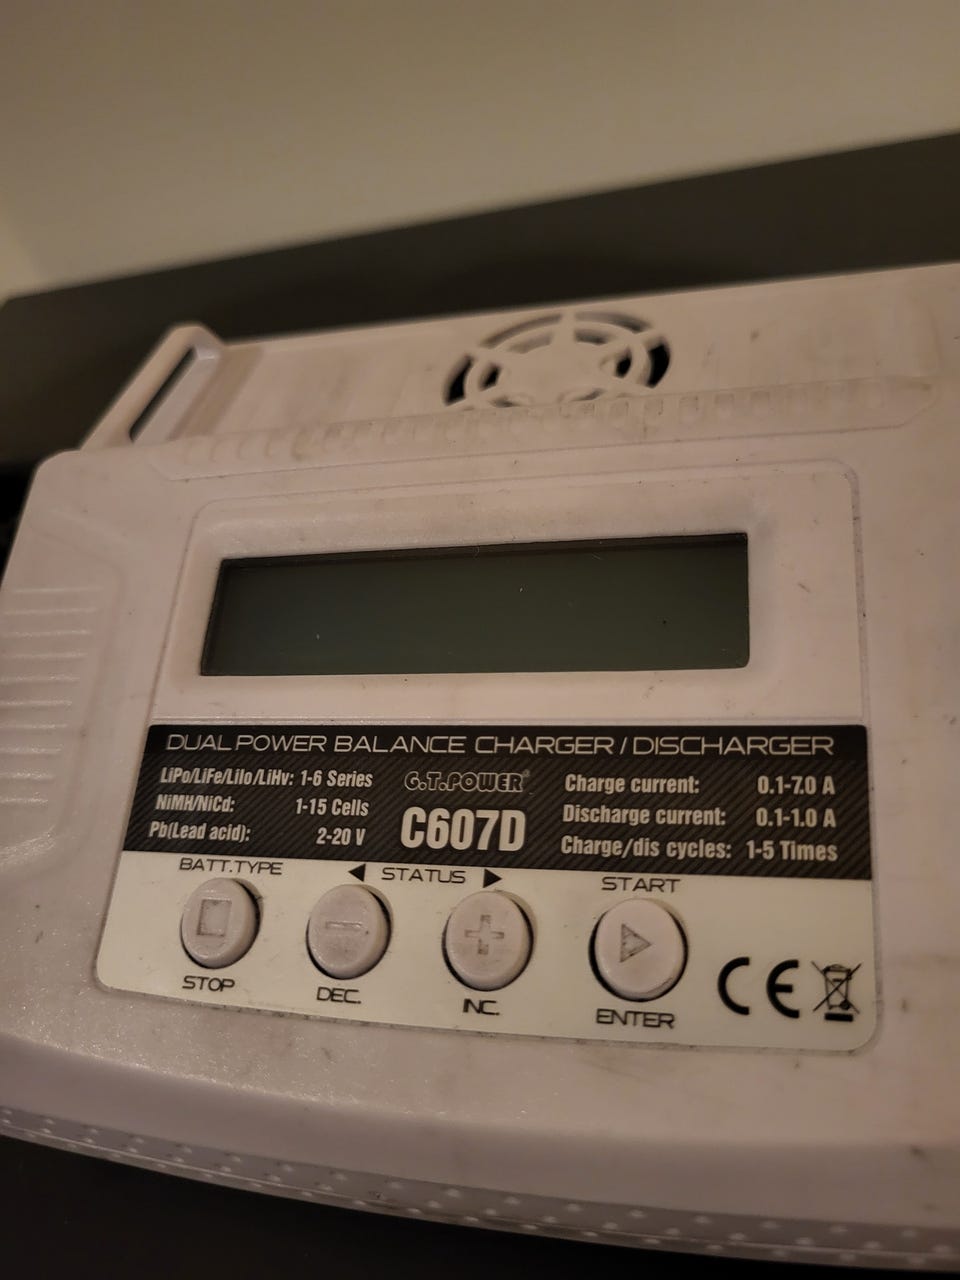 DUAL POWER BALANCE CHARGER / DISCHARGER
LiPo/LiFe/LiIo/LiHv: 1-6 Series
NiMH/NiCd: 1-15 Cells
Pb(Lead acid): 2-20 V
G.T.POWER®
C607D
Charge current: 0.1-7.0 A
Discharge current: 0.1-1.0 A
Charge/dis cycles: 1-5 Times
BATT.TYPE
◀ STATUS ▶
START
STOP
DEC.
INC.
ENTER
CE